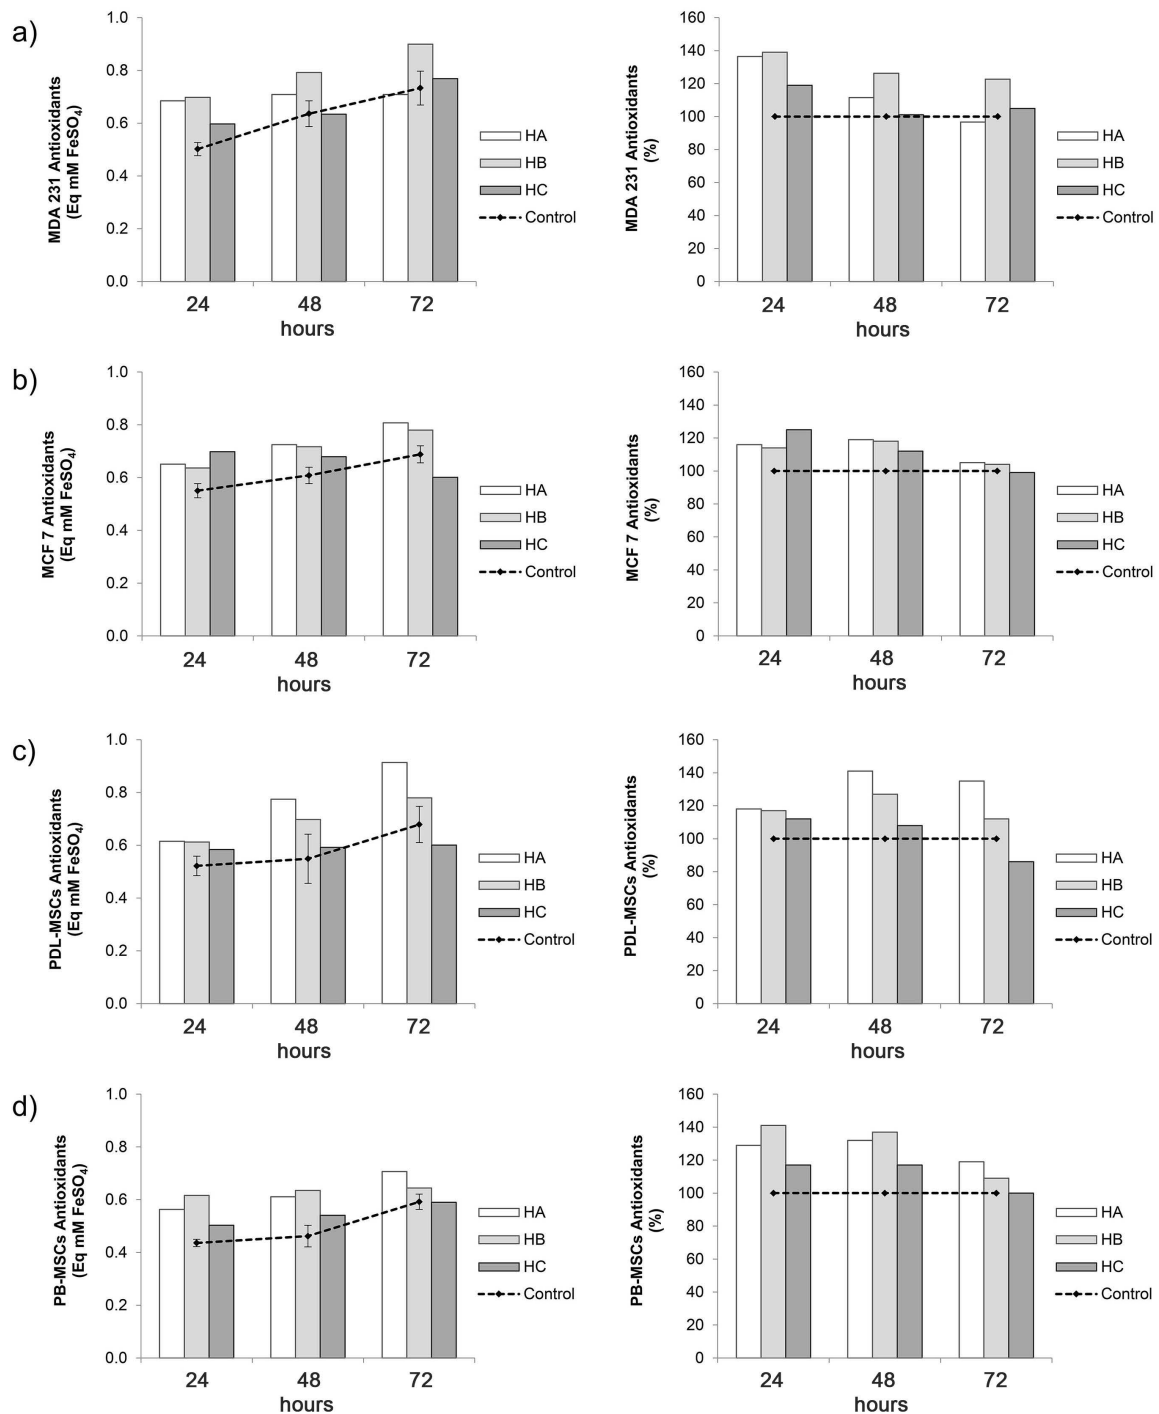 a)
MDA 231 Antioxidants
(Eq mM FeSO₄)
1.0
0.8
0.6
0.4
0.2
0.0
24
48
72
hours
HA
HB
HC
Control
MDA 231 Antioxidants
(%)
160
140
120
100
80
60
40
20
0
24
48
72
hours
HA
HB
HC
Control
b)
MCF 7 Antioxidants
(Eq mM FeSO₄)
1.0
0.8
0.6
0.4
0.2
0.0
24
48
72
hours
HA
HB
HC
Control
MCF 7 Antioxidants
(%)
160
140
120
100
80
60
40
20
0
24
48
72
hours
HA
HB
HC
Control
c)
PDL-MSCs Antioxidants
(Eq mM FeSO₄)
1.0
0.8
0.6
0.4
0.2
0.0
24
48
72
hours
HA
HB
HC
Control
PDL-MSCs Antioxidants
(%)
160
140
120
100
80
60
40
20
0
24
48
72
hours
HA
HB
HC
Control
d)
PB-MSCs Antioxidants
(Eq mM FeSO₄)
1.0
0.8
0.6
0.4
0.2
0.0
24
48
72
hours
HA
HB
HC
Control
PB-MSCs Antioxidants
(%)
160
140
120
100
80
60
40
20
0
24
48
72
hours
HA
HB
HC
Control